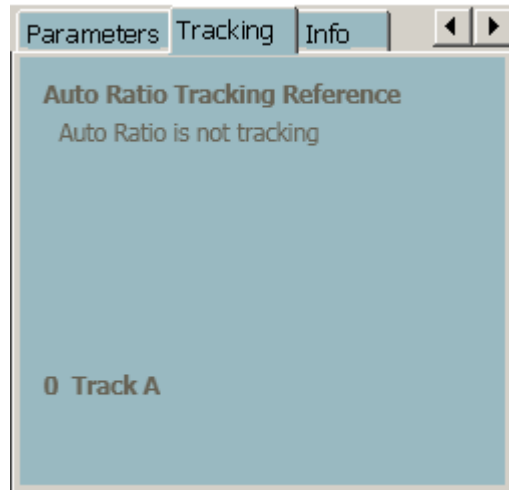 Parameters Tracking Info
Auto Ratio Tracking Reference
Auto Ratio is not tracking
0 Track A